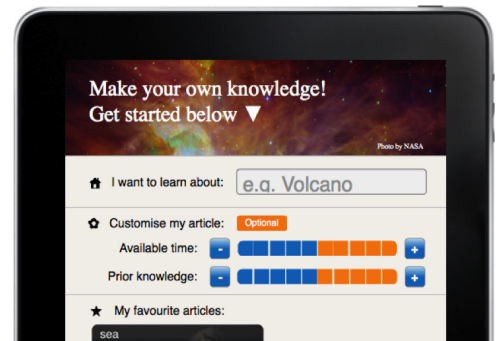 Make your own knowledge!
Get started below ▼
Photo by NASA
I want to learn about: e.g. Volcano
Customise my article: Optional
Available time: - +
Prior knowledge: - +
My favourite articles:
sea